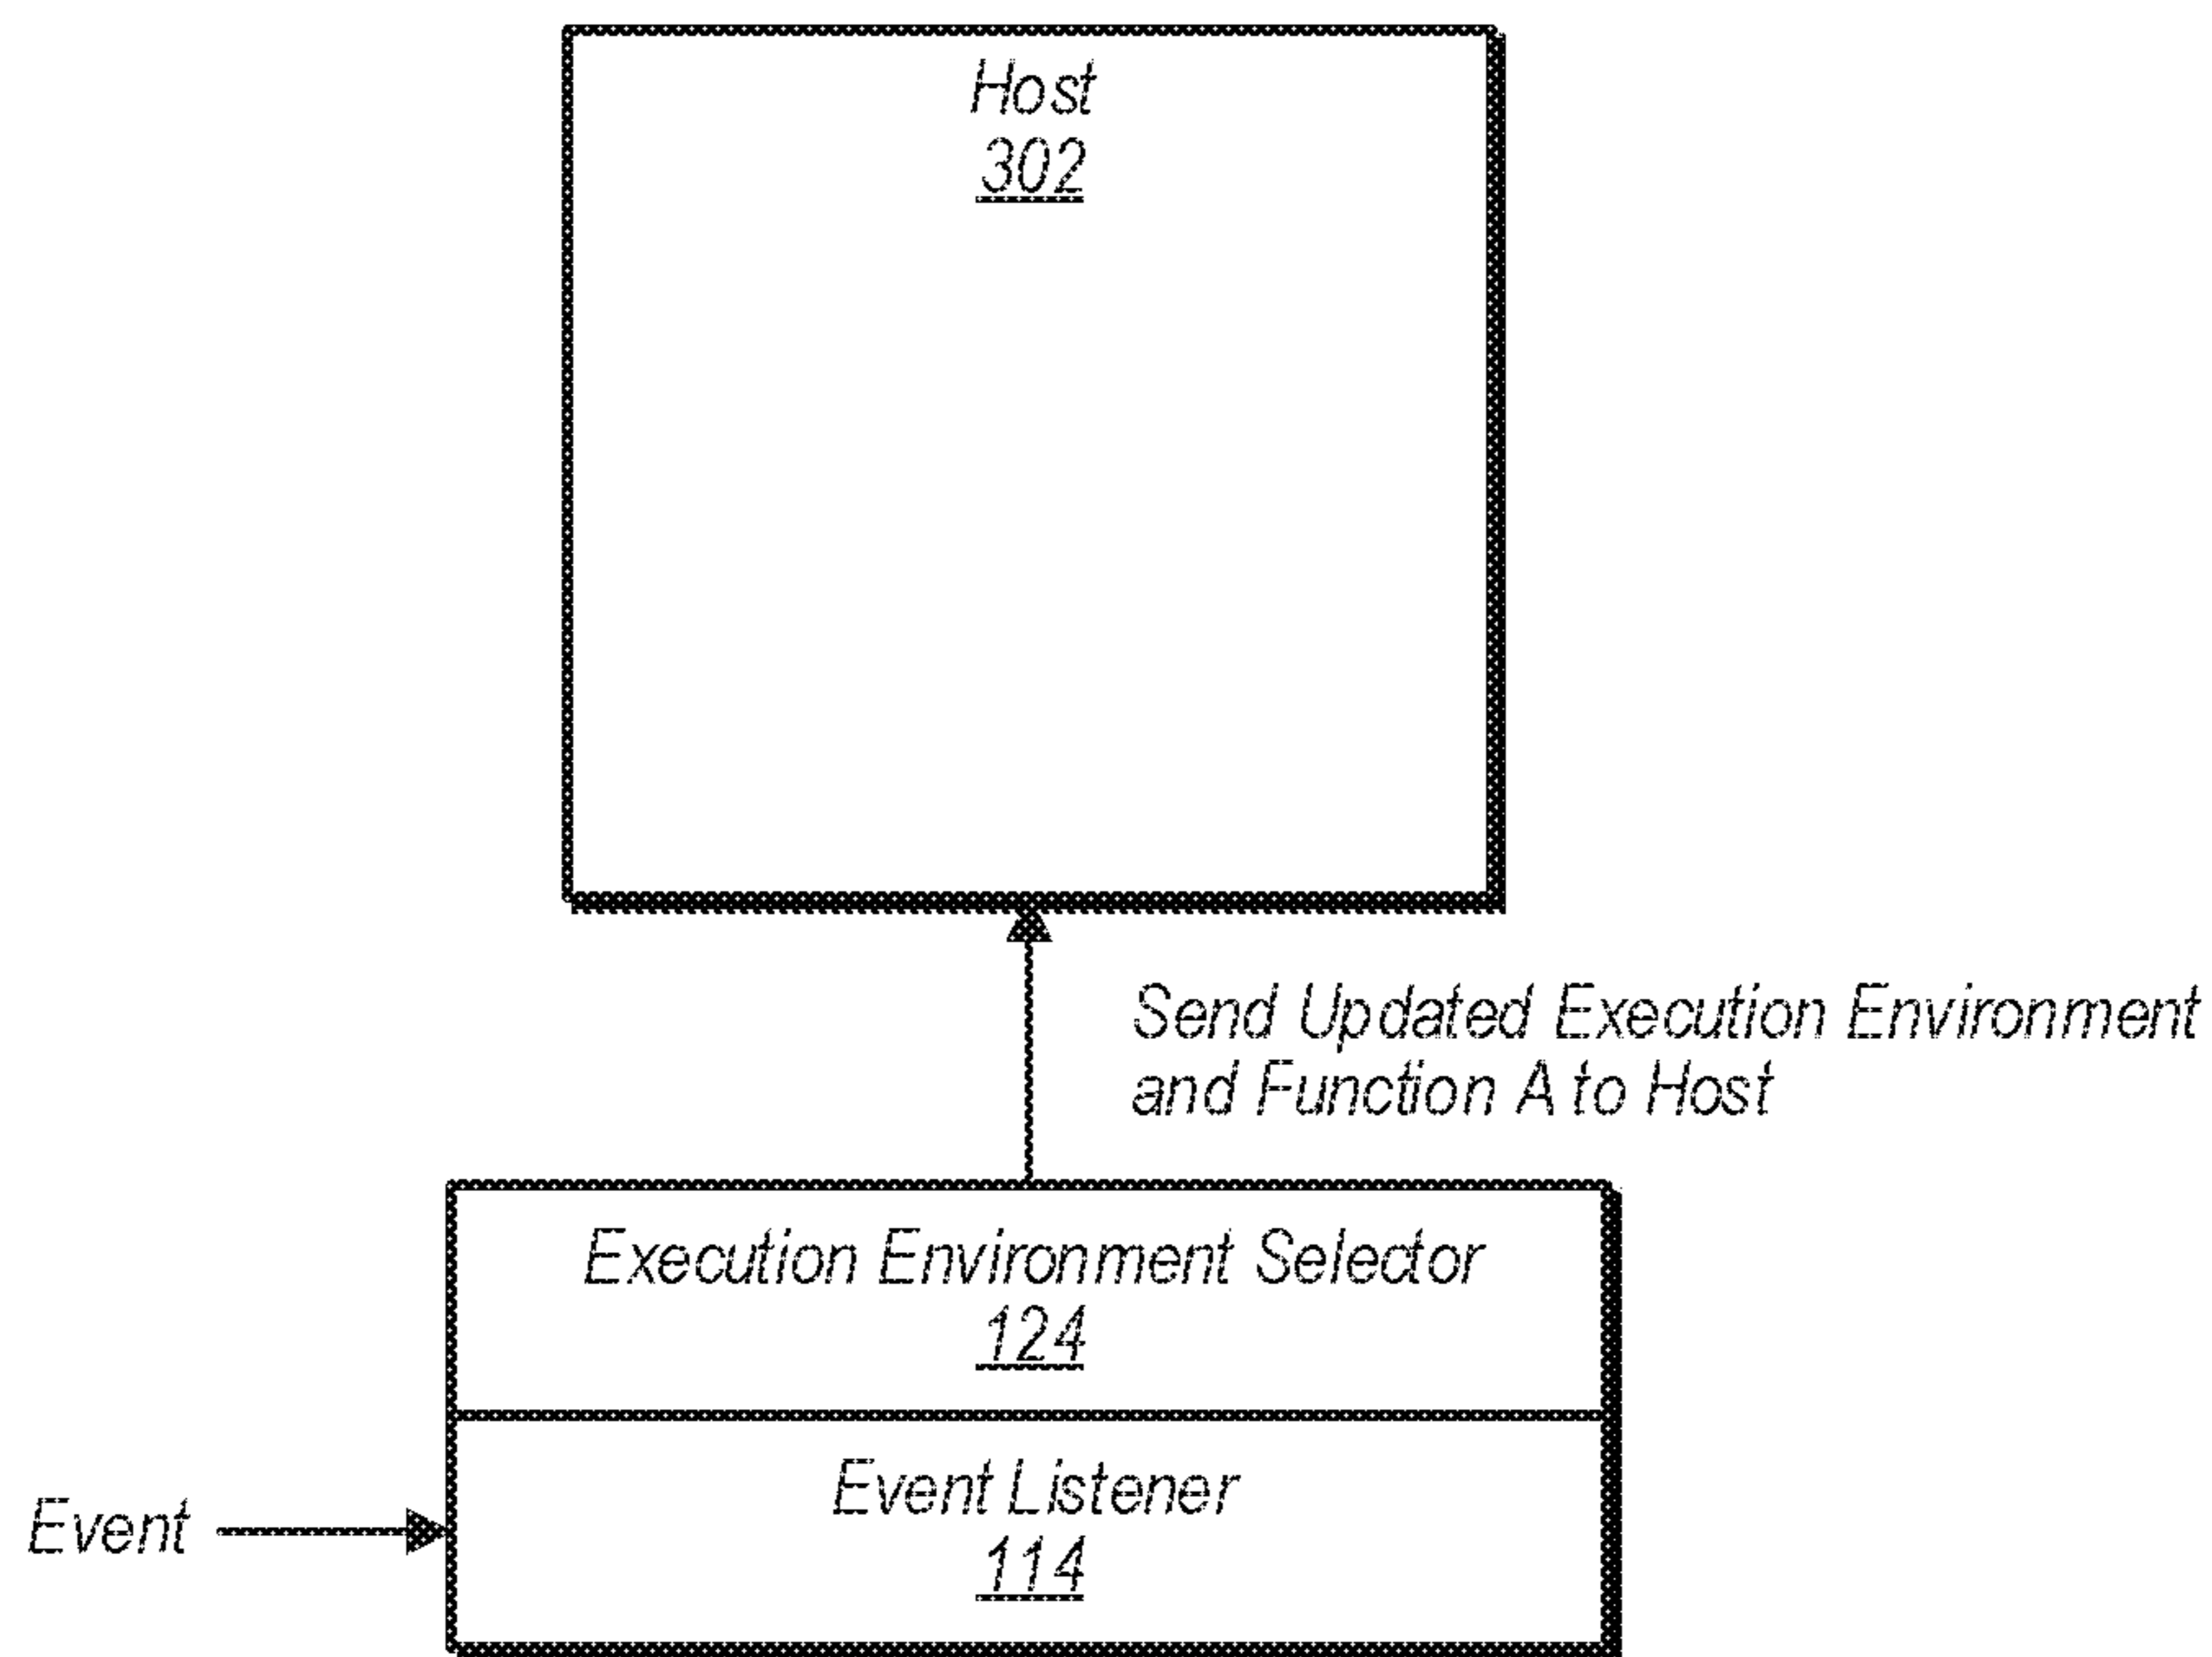 Host
302
Send Updated Execution Environment
and Function A to Host
Execution Environment Selector
124
Event Listener
114
Event